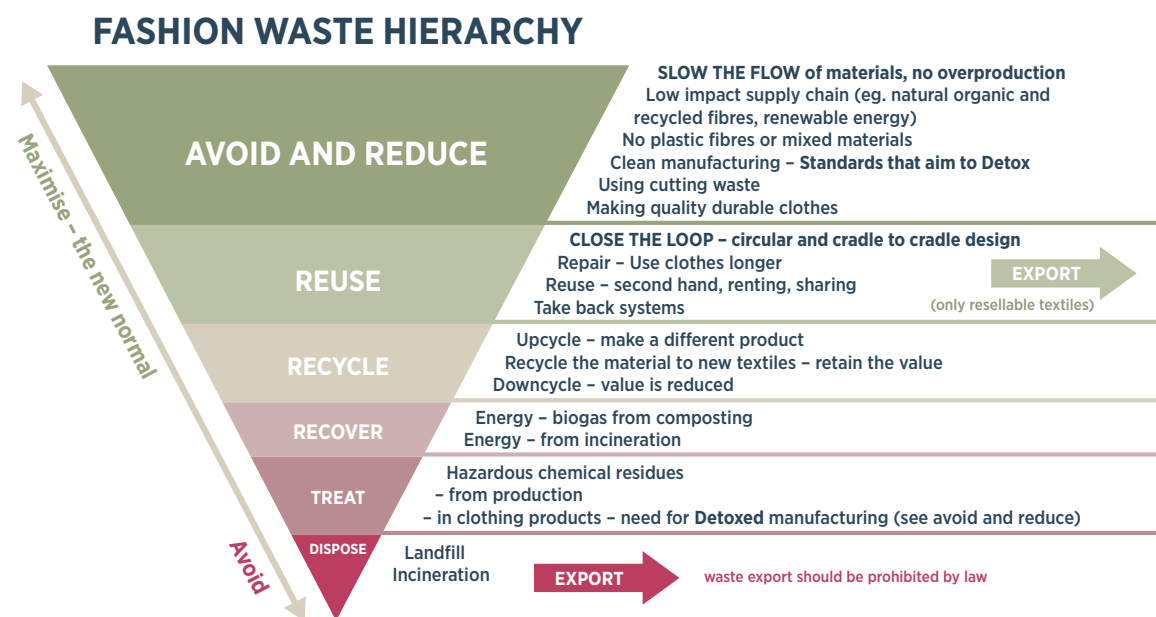 FASHION WASTE HIERARCHY
Maximise – the new normal
Avoid
AVOID AND REDUCE
SLOW THE FLOW of materials, no overproduction
Low impact supply chain (eg. natural organic and
recycled fibres, renewable energy)
No plastic fibres or mixed materials
Clean manufacturing – Standards that aim to Detox
Using cutting waste
Making quality durable clothes
REUSE
CLOSE THE LOOP – circular and cradle to cradle design
Repair – Use clothes longer
Reuse – second hand, renting, sharing
Take back systems
EXPORT
(only resellable textiles)
RECYCLE
Upcycle – make a different product
Recycle the material to new textiles – retain the value
Downcycle – value is reduced
RECOVER
Energy – biogas from composting
Energy – from incineration
TREAT
Hazardous chemical residues
– from production
– in clothing products – need for Detoxed manufacturing (see avoid and reduce)
DISPOSE
Landfill
Incineration
EXPORT
waste export should be prohibited by law